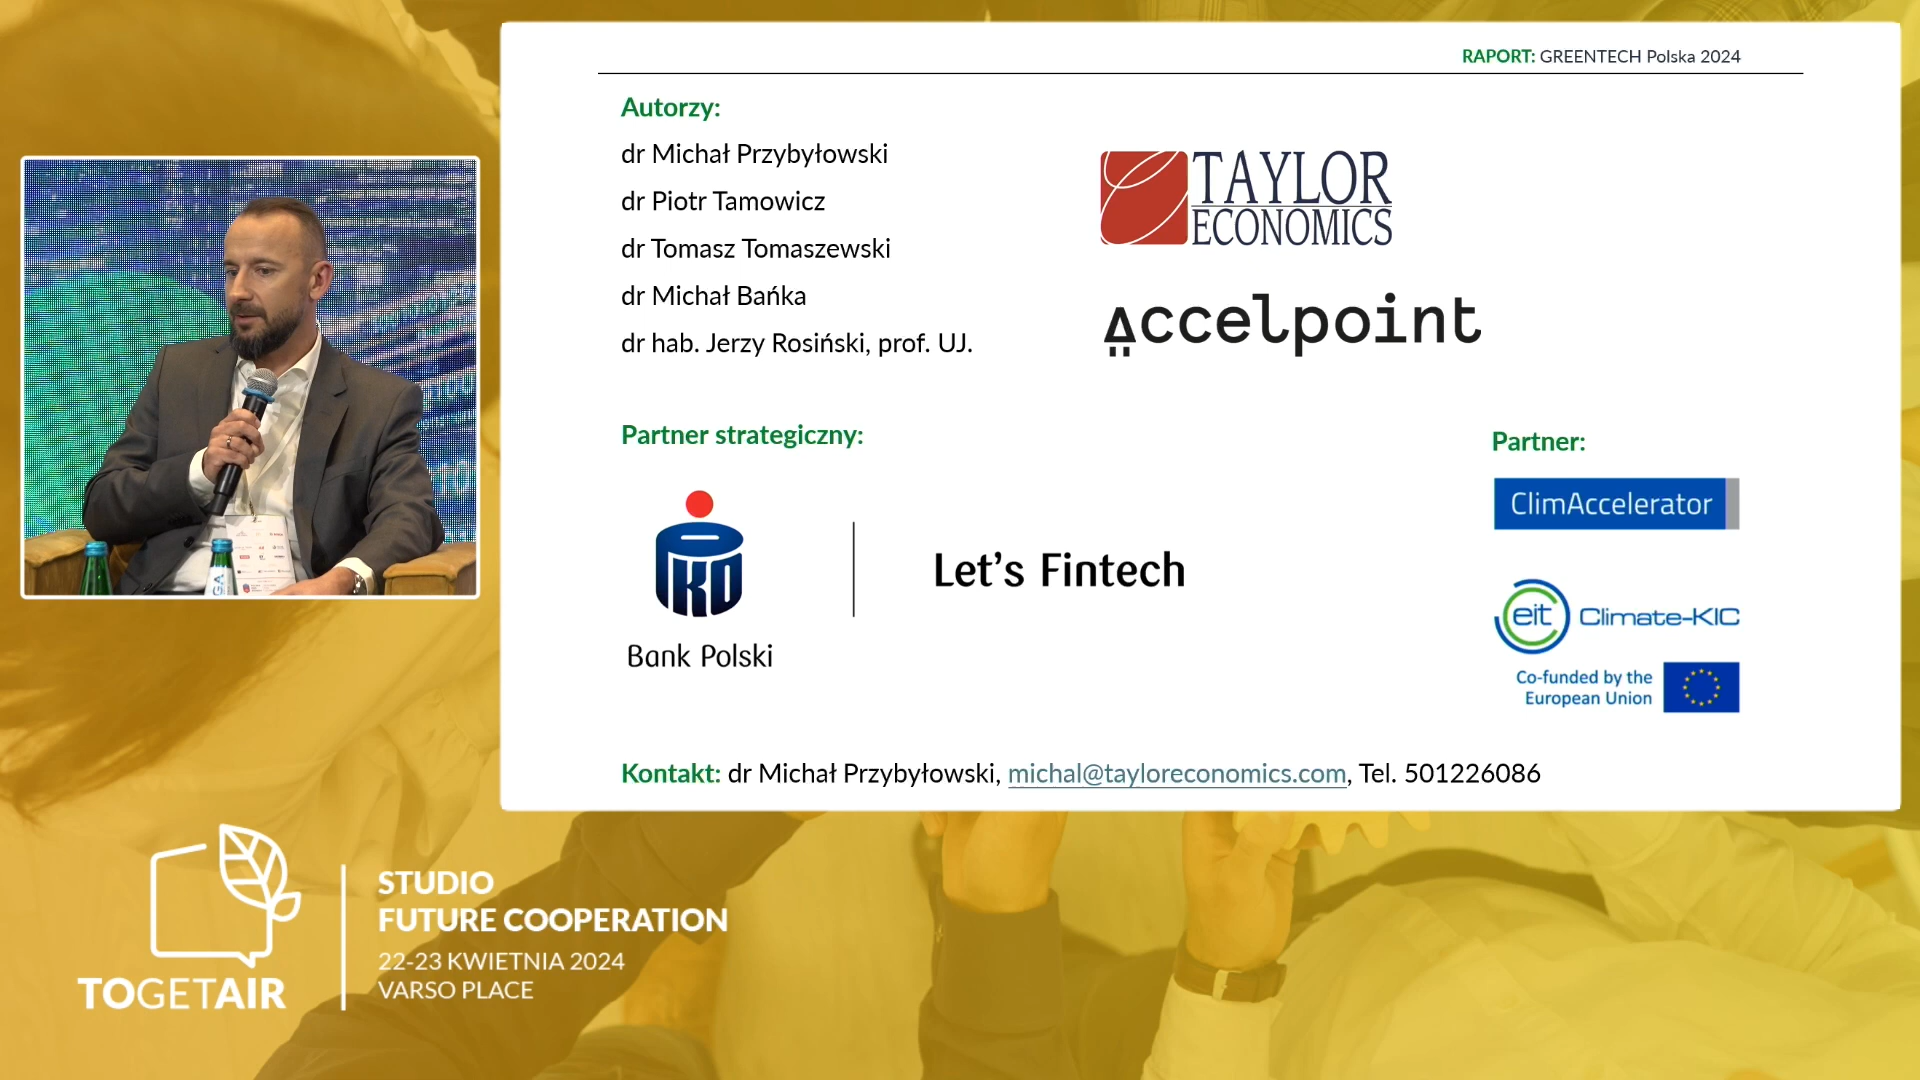 RAPORT: GREENTECH Polska 2024
Autorzy:
dr Michał Przybyłowski
dr Piotr Tamowicz
dr Tomasz Tomaszewski
dr Michał Bańka
dr hab. Jerzy Rosiński, prof. UJ.
TAYLOR
ECONOMICS
Accelpoint
Partner strategiczny:
PKO
Bank Polski
Let's Fintech
Partner:
ClimAccelerator
eit Climate-KIC
Co-funded by the
European Union
Kontakt: dr Michał Przybyłowski, michal@tayloreconomics.com, Tel. 501226086
TOGETAIR
STUDIO
FUTURE COOPERATION
22-23 KWIETNIA 2024
VARSO PLACE